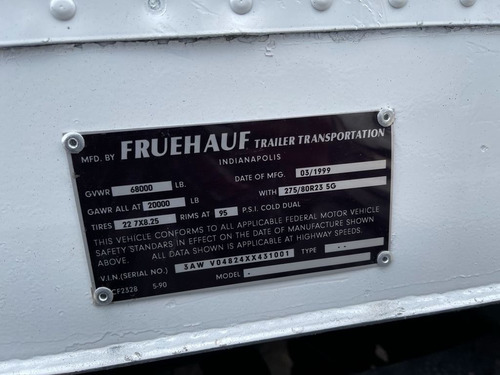 MFD. BY FRUEHAUF TRAILER TRANSPORTATION
INDIANAPOLIS
DATE OF MFG. 03/1999
GVWR 68000 LB.
GAWR ALL AT 20000 LB WITH 275/80R23 5G
TIRES 22 7X8.25 RIMS AT 95 P.S.I. COLD DUAL
THIS VEHICLE CONFORMS TO ALL APPLICABLE FEDERAL MOTOR VEHICLE
SAFETY STANDARDS IN EFFECT ON THE DATE OF MANUFACTURE SHOWN
ABOVE. ALL DATA SHOWN IS APPLICABLE AT HIGHWAY SPEEDS.
V.I.N. (SERIAL NO.) 3AW V04824XX431001 TYPE - -
CF2328 5-90 MODEL -